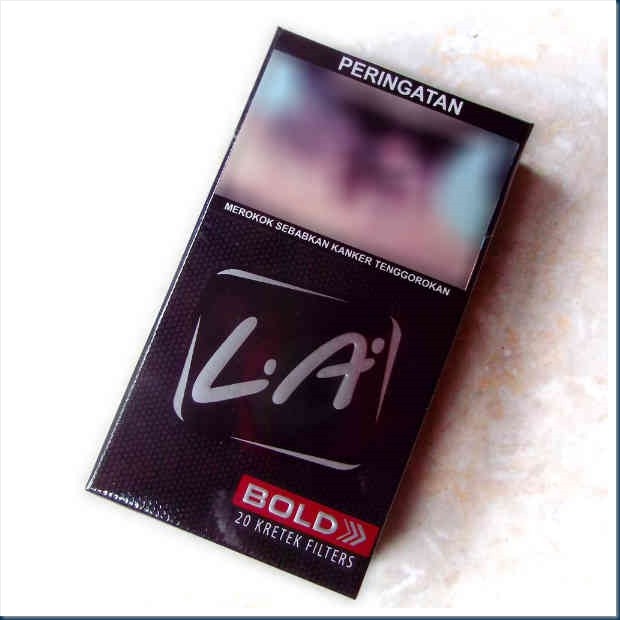 PERINGATAN
MEROKOK SEBABKAN KANKER TENGGOROKAN
L.A.
BOLD
20 KRETEK FILTERS